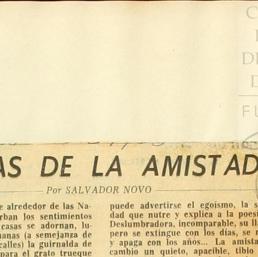 AS DE LA AMISTAD
Por SALVADOR NOVO
e alrededor de las Na-
rban los sentimientos
casas se adornan, lu-
anas (a semejanza de
calles) la guirnalda de
para el grato trueque
puede advertirse el egoísmo, la s
dad que nutre y explica a la poesí
Deslumbradora, incomparable, su ll
pero se extingue con los días, se r
y apaga con los años... La amista
cambio un quieto, apacible, tibio